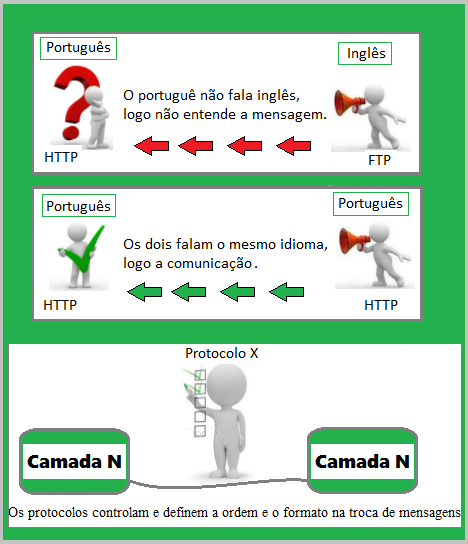 Português
Inglês
O portuguê não fala inglês,
logo não entende a mensagem.
HTTP
FTP
Português
Português
Os dois falam o mesmo idioma,
logo a comunicação.
HTTP
HTTP
Protocolo X
Camada N
Camada N
Os protocolos controlam e definem a ordem e o formato na troca de mensagens